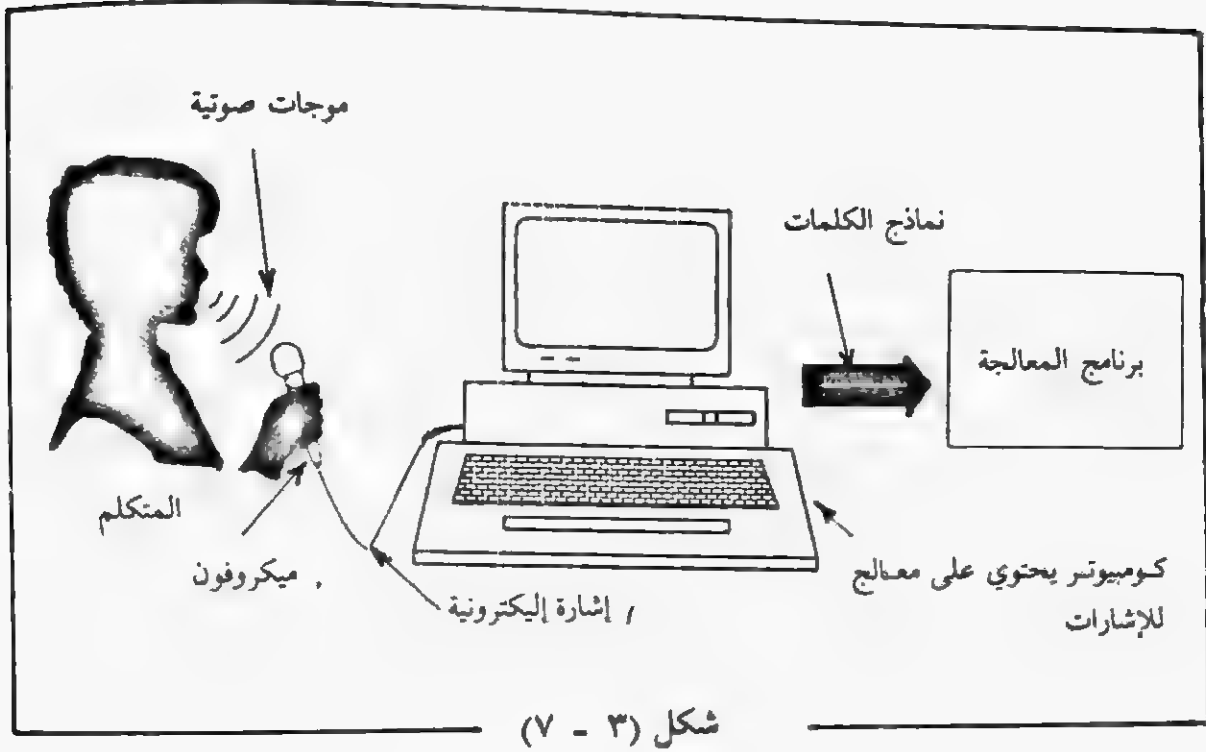 موجات صوتية
نماذج الكلمات
برنامج المعالجة
المتكلم
ميكروفون
إشارة إليكترونية
كومبيوتر يحتوي على معالج
للإشارات
شكل (٣ - ٧)